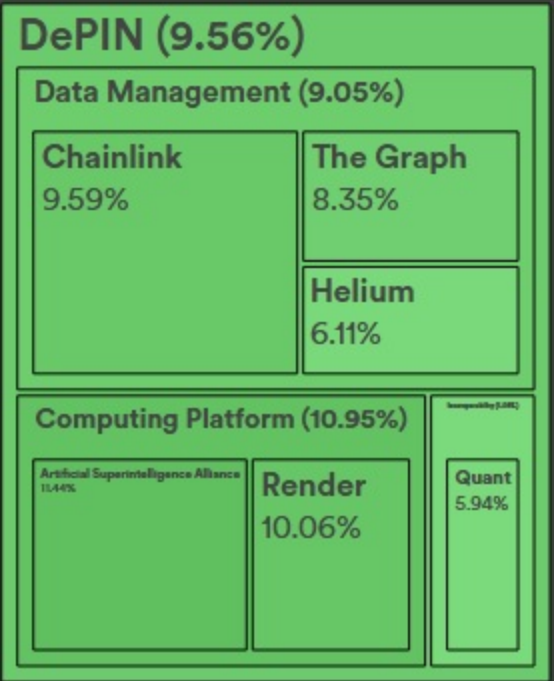 DePIN (9.56%)
Data Management (9.05%)
Chainlink
9.59%
The Graph
8.35%
Helium
6.11%
Computing Platform (10.95%)
Artificial Superintelligence Alliance
11.44%
Render
10.06%
Interoperability
Quant
5.94%